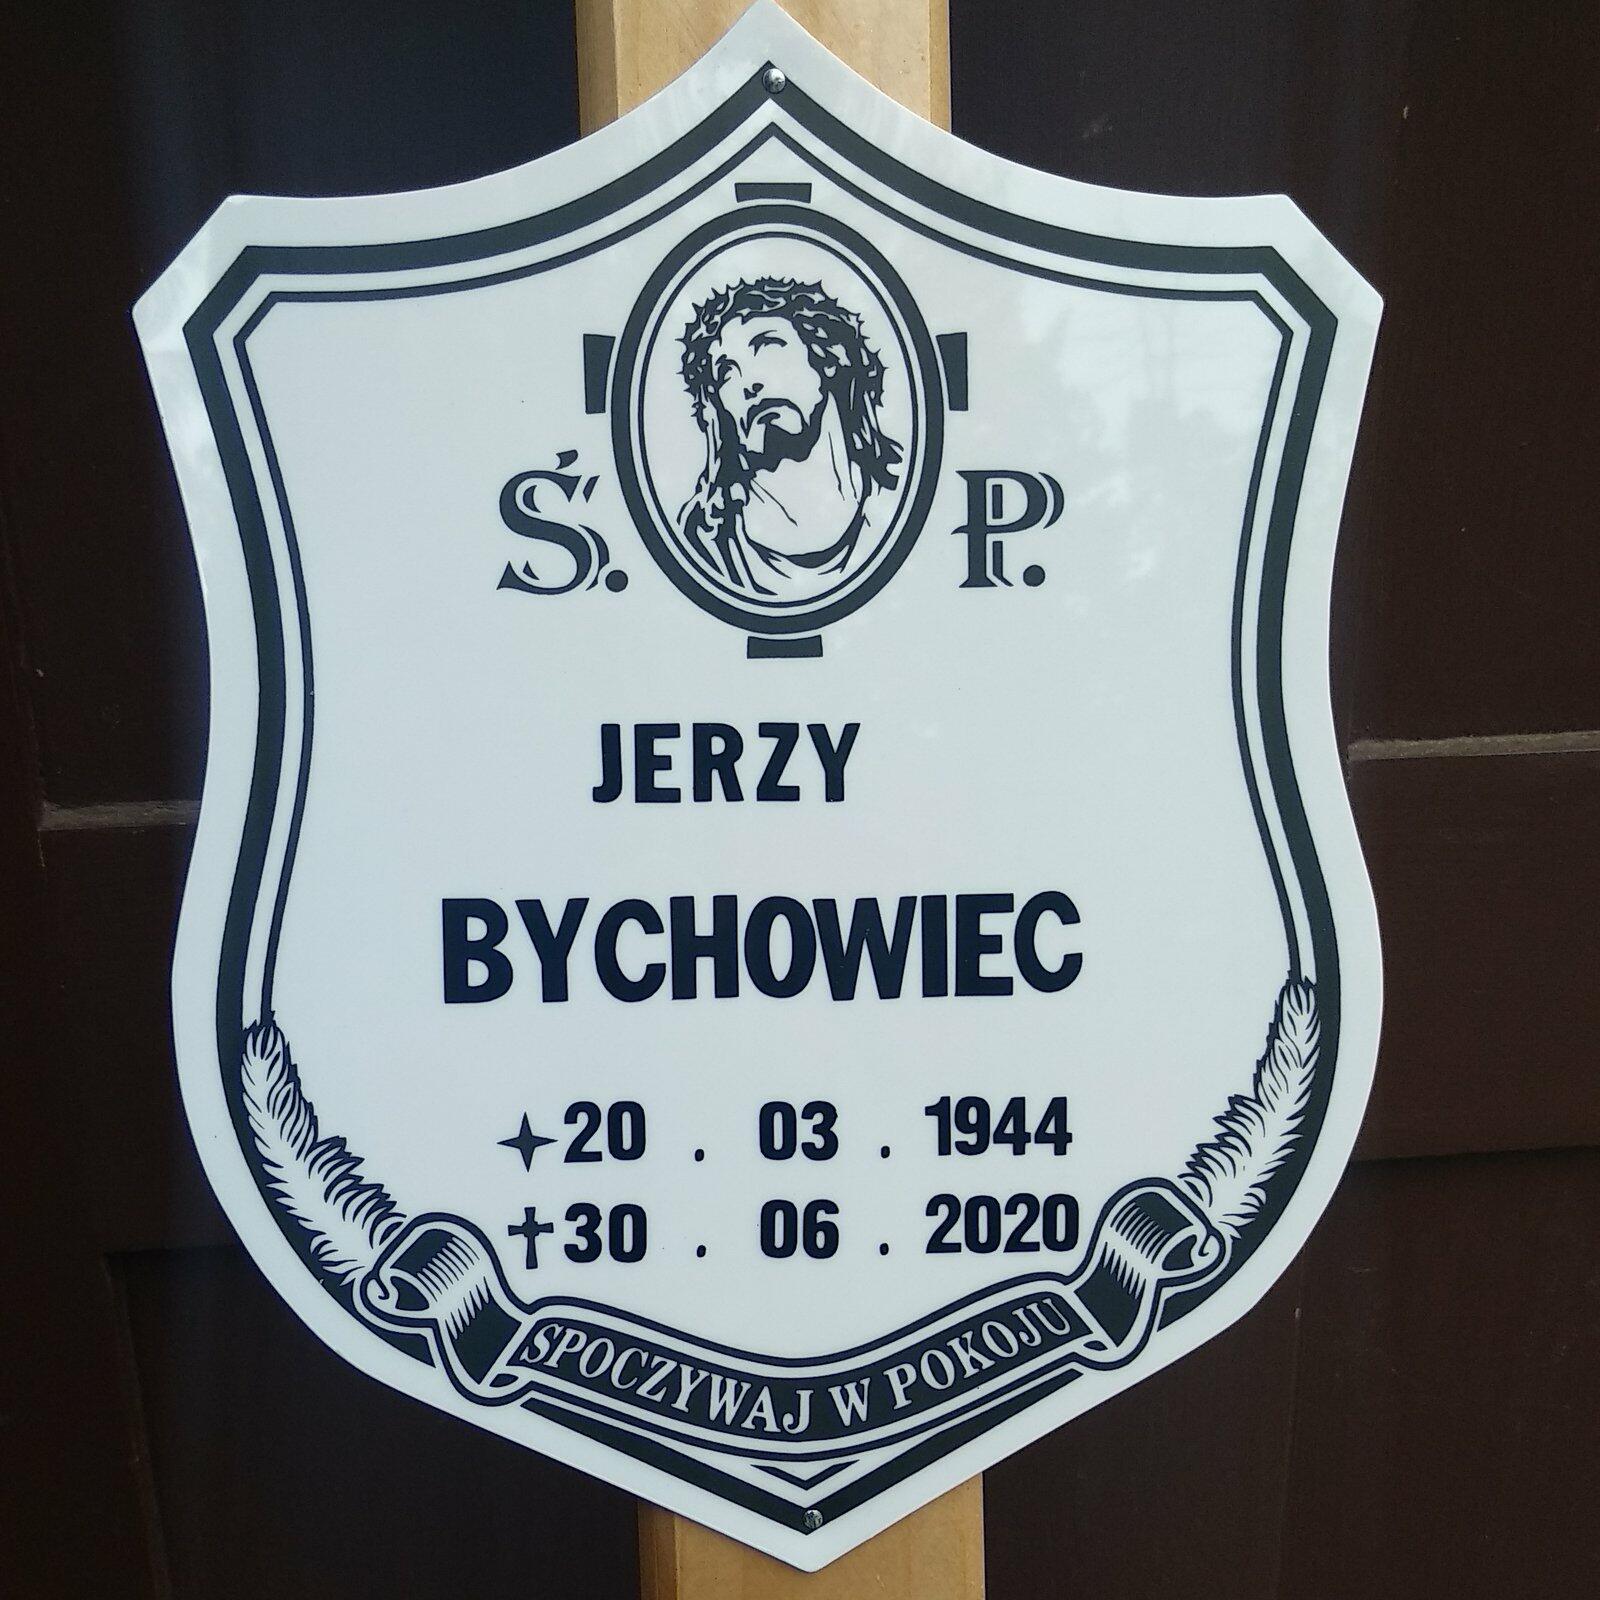 Ś. P.
JERZY
BYCHOWIEC
20 . 03 . 1944
30 . 06 . 2020
SPOCZYWAJ W POKOJU